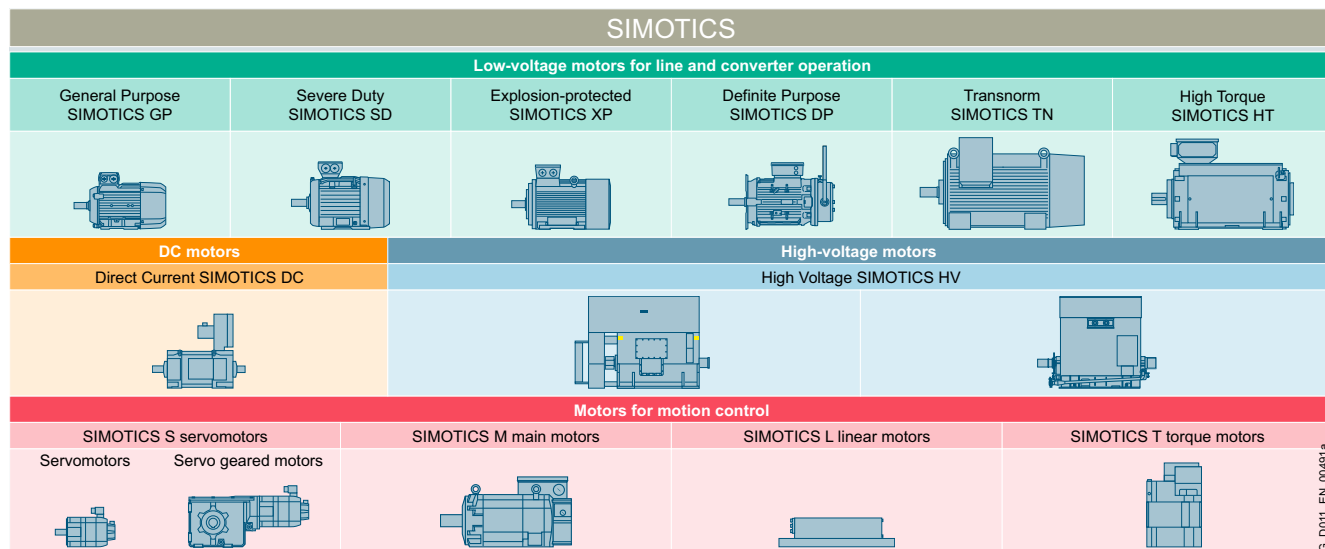 SIMOTICS
Low-voltage motors for line and converter operation
General Purpose
SIMOTICS GP
Severe Duty
SIMOTICS SD
Explosion-protected
SIMOTICS XP
Definite Purpose
SIMOTICS DP
Transnorm
SIMOTICS TN
High Torque
SIMOTICS HT
DC motors
High-voltage motors
Direct Current SIMOTICS DC
High Voltage SIMOTICS HV
Motors for motion control
SIMOTICS S servomotors
SIMOTICS M main motors
SIMOTICS L linear motors
SIMOTICS T torque motors
Servomotors
Servo geared motors
G_D011_EN_00491a